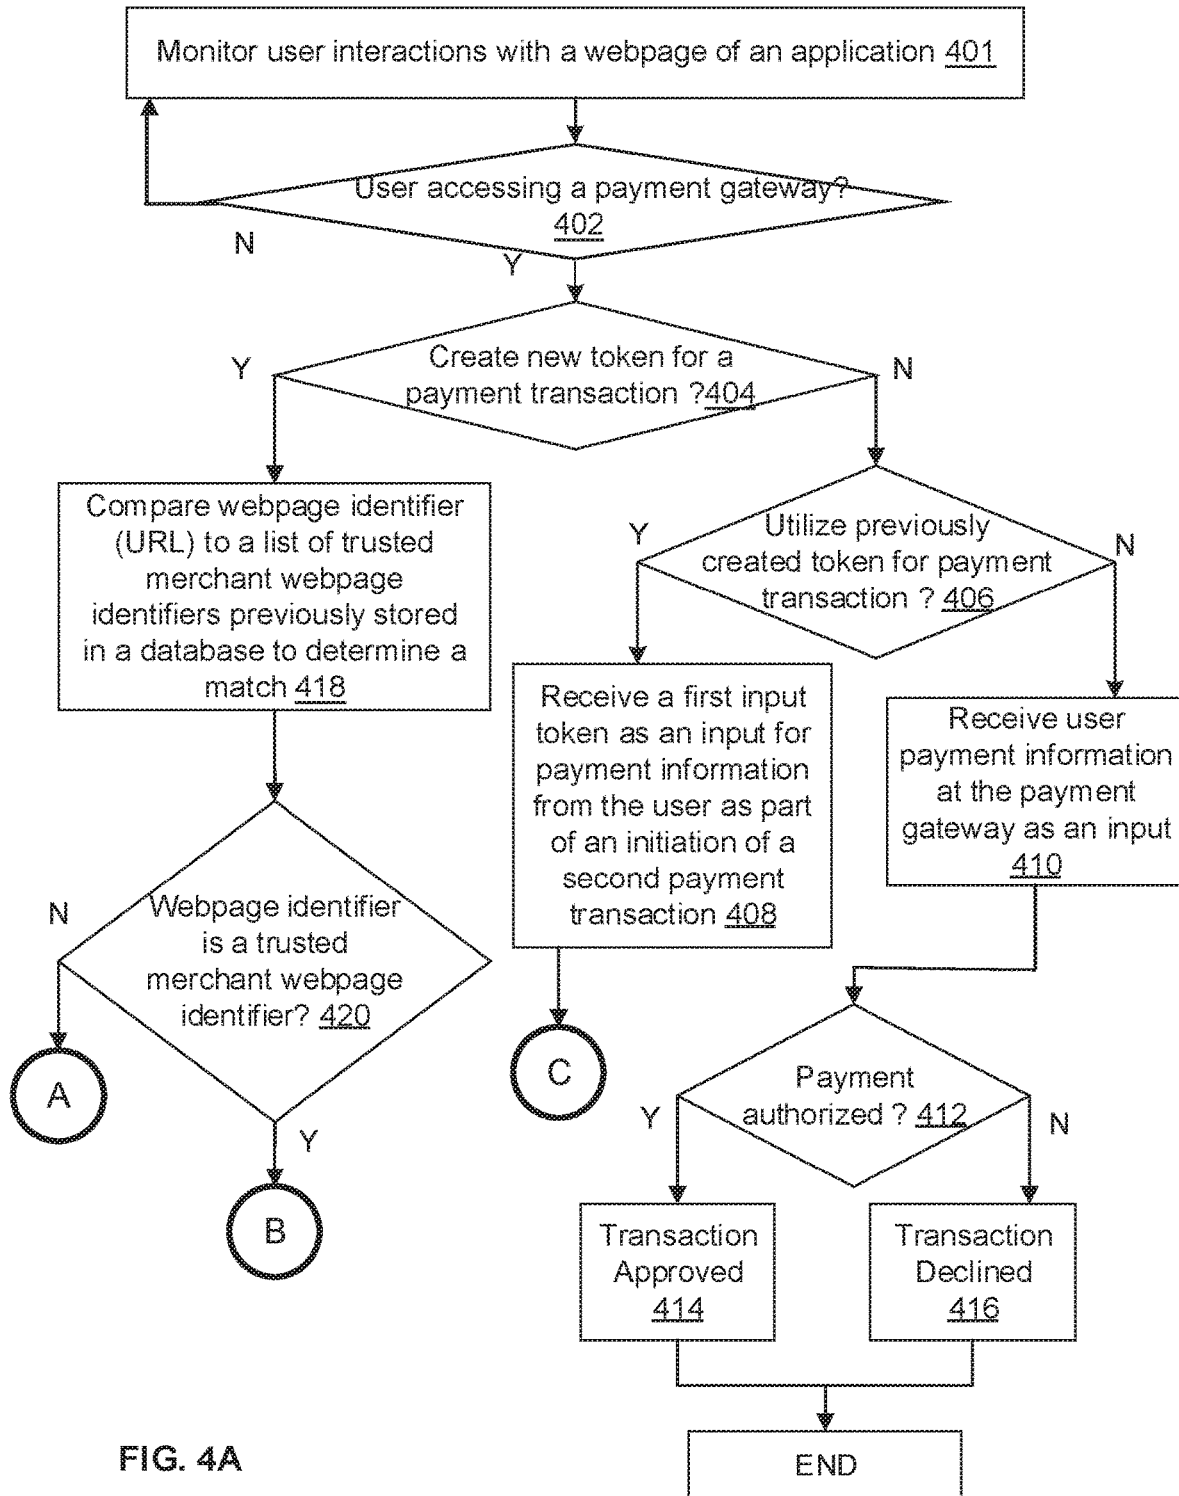 Monitor user interactions with a webpage of an application 401
User accessing a payment gateway?
402
N
Y
Create new token for a
payment transaction ?404
Y
N
Compare webpage identifier
(URL) to a list of trusted
merchant webpage
identifiers previously stored
in a database to determine a
match 418
Utilize previously
created token for payment
transaction ? 406
Y
N
Receive a first input
token as an input for
payment information
from the user as part
of an initiation of a
second payment
transaction 408
Receive user
payment information
at the payment
gateway as an input
410
Webpage identifier
is a trusted
merchant webpage
identifier? 420
N
Y
A
B
C
Payment
authorized ? 412
Y
N
Transaction
Approved
414
Transaction
Declined
416
END
FIG. 4A